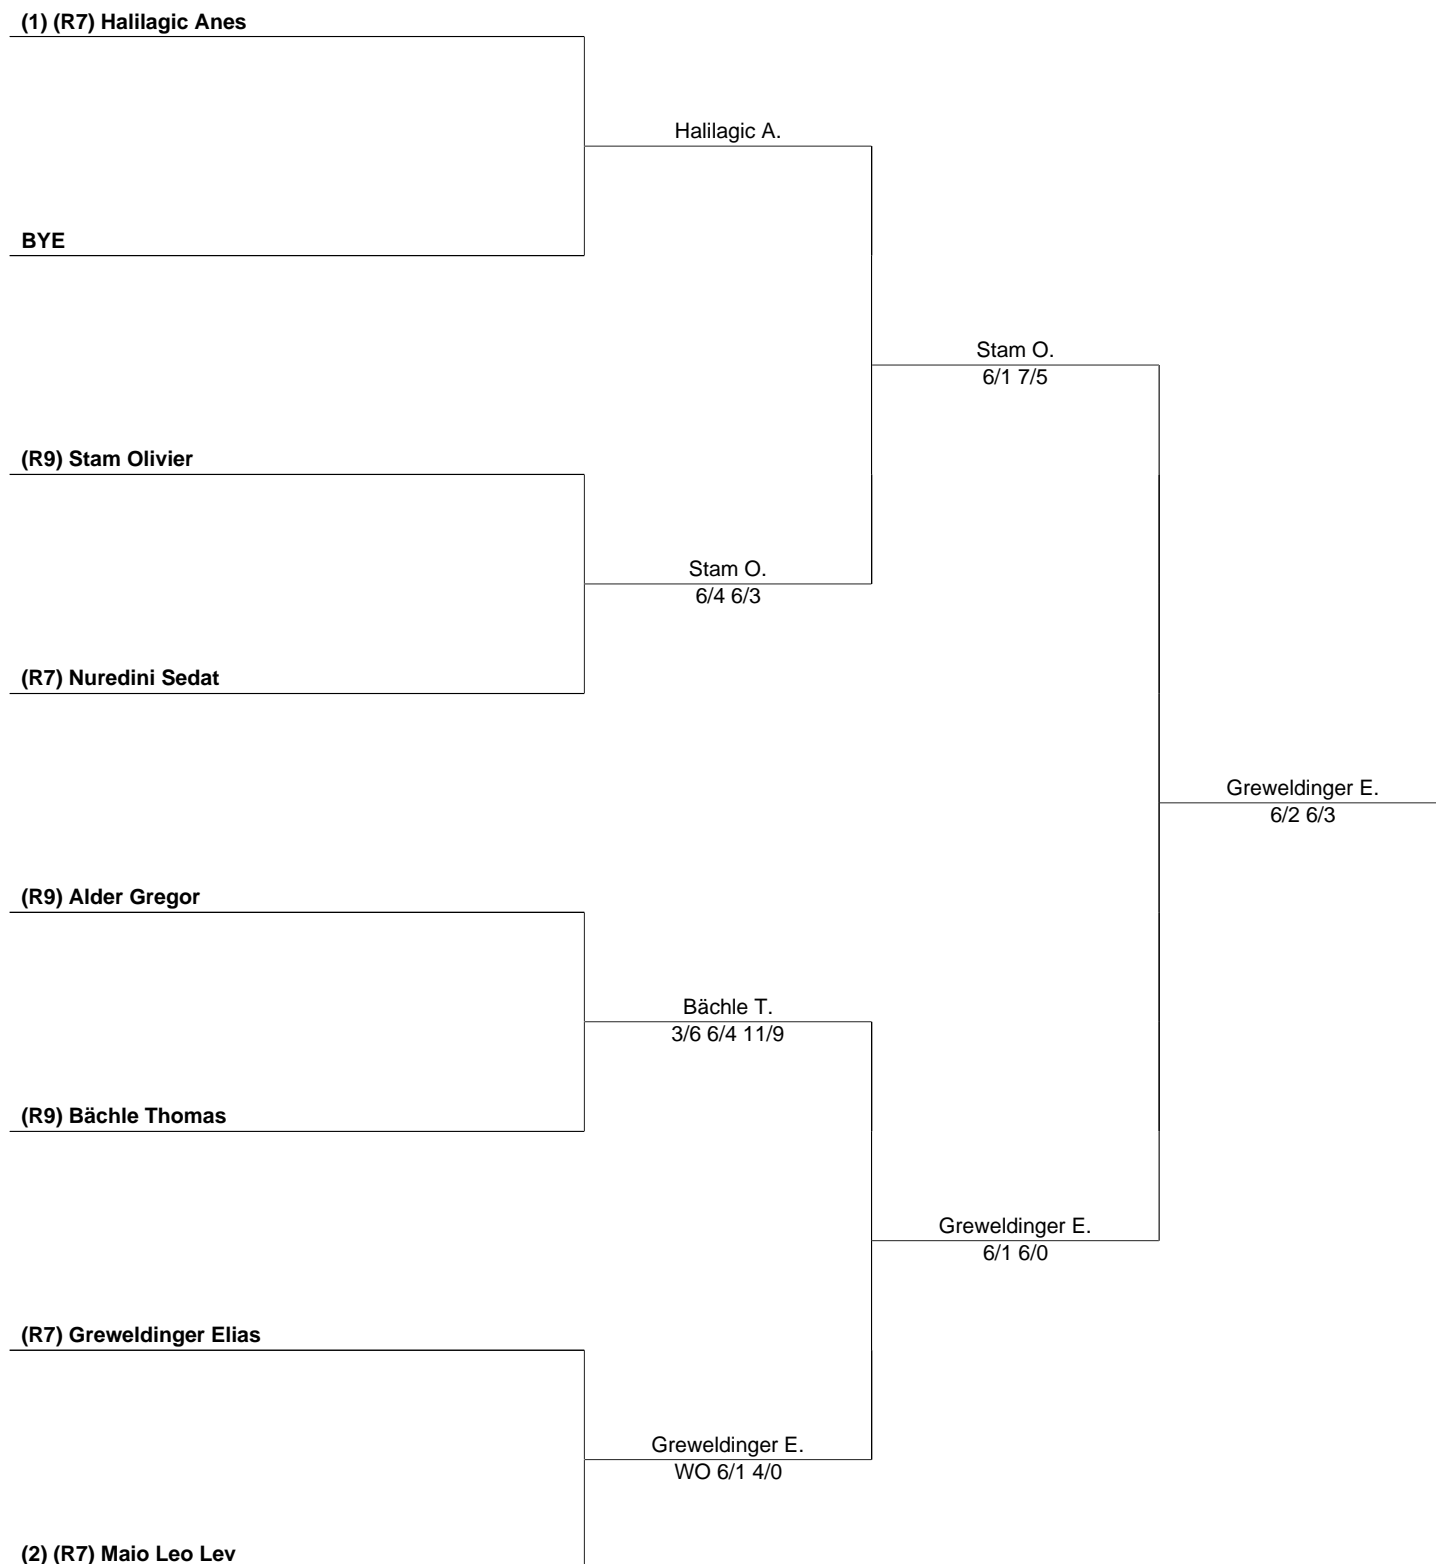 (1) (R7) Halilagic Anes
Halilagic A.
BYE
Stam O.
6/1 7/5
(R9) Stam Olivier
Stam O.
6/4 6/3
(R7) Nuredini Sedat
Greweldinger E.
6/2 6/3
(R9) Alder Gregor
Bächle T.
3/6 6/4 11/9
(R9) Bächle Thomas
Greweldinger E.
6/1 6/0
(R7) Greweldinger Elias
Greweldinger E.
WO 6/1 4/0
(2) (R7) Maio Leo Lev